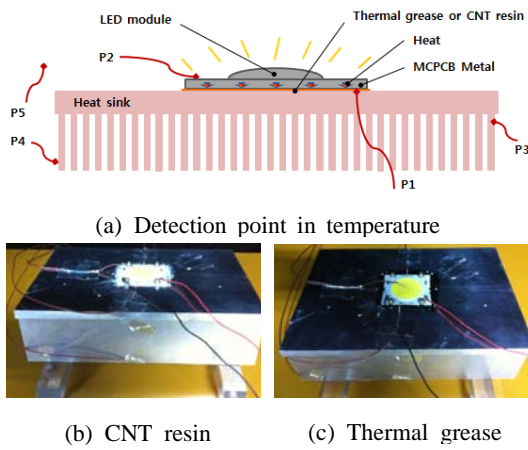 LED module
Thermal grease or CNT resin
P2
Heat
MCPCB Metal
P5
Heat sink
P4
P3
P1
(a) Detection point in temperature
(b) CNT resin
(c) Thermal grease